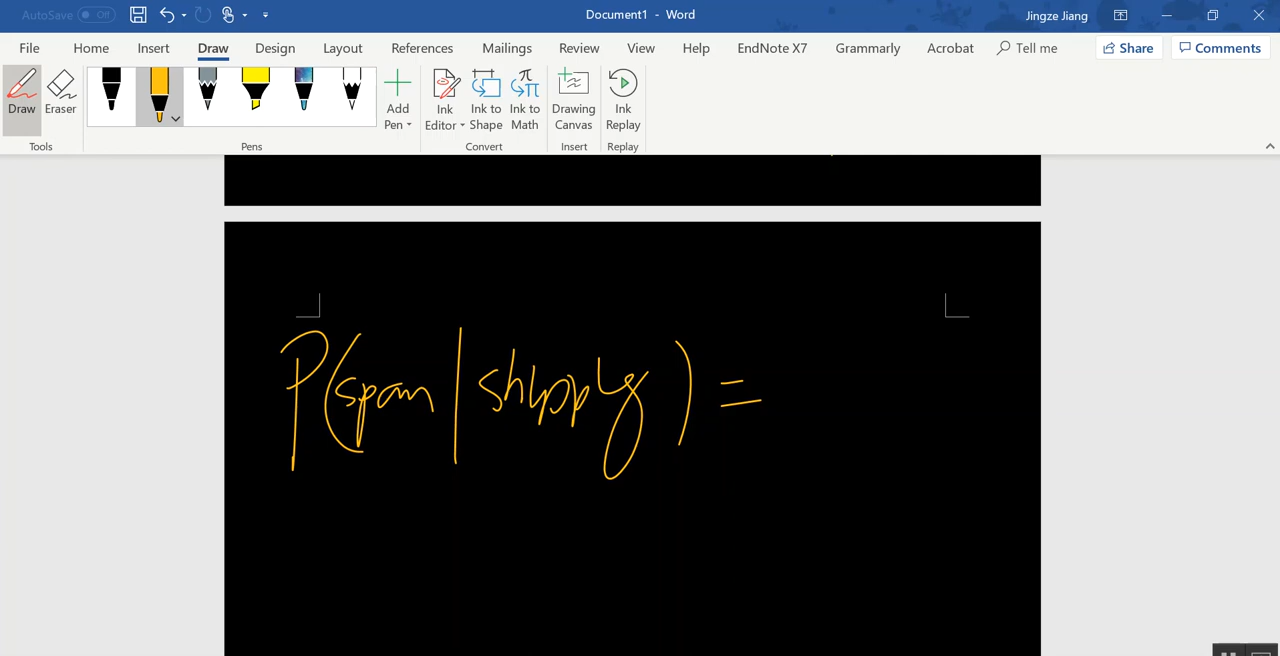 AutoSave Off Document1 - Word Jingze Jiang
File Home Insert Draw Design Layout References Mailings Review View Help EndNote X7 Grammarly Acrobat Tell me Share Comments
Draw Eraser Add Pen Ink Editor Ink to Shape Ink to Math Drawing Canvas Ink Replay
Tools Pens Convert Insert Replay
P(spam | shipply) =